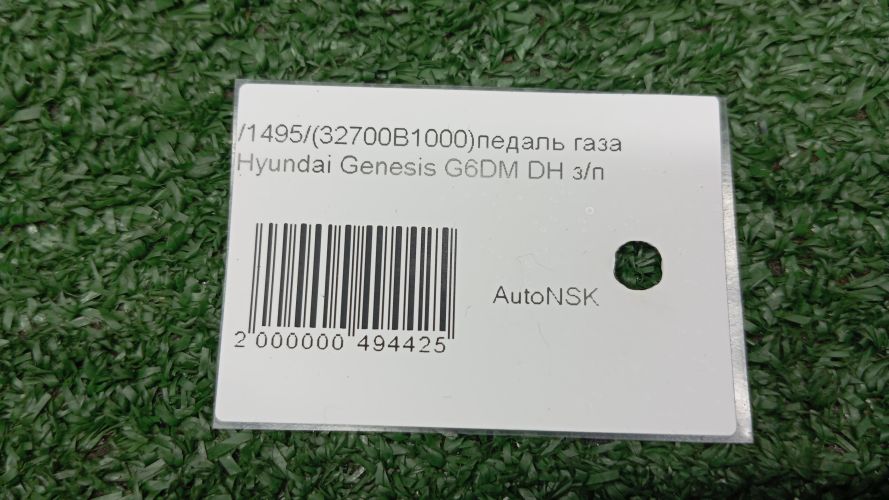 /1495/(32700B1000)педаль газа
Hyundai Genesis G6DM DH з/п
AutoNSK
2 000000 494425